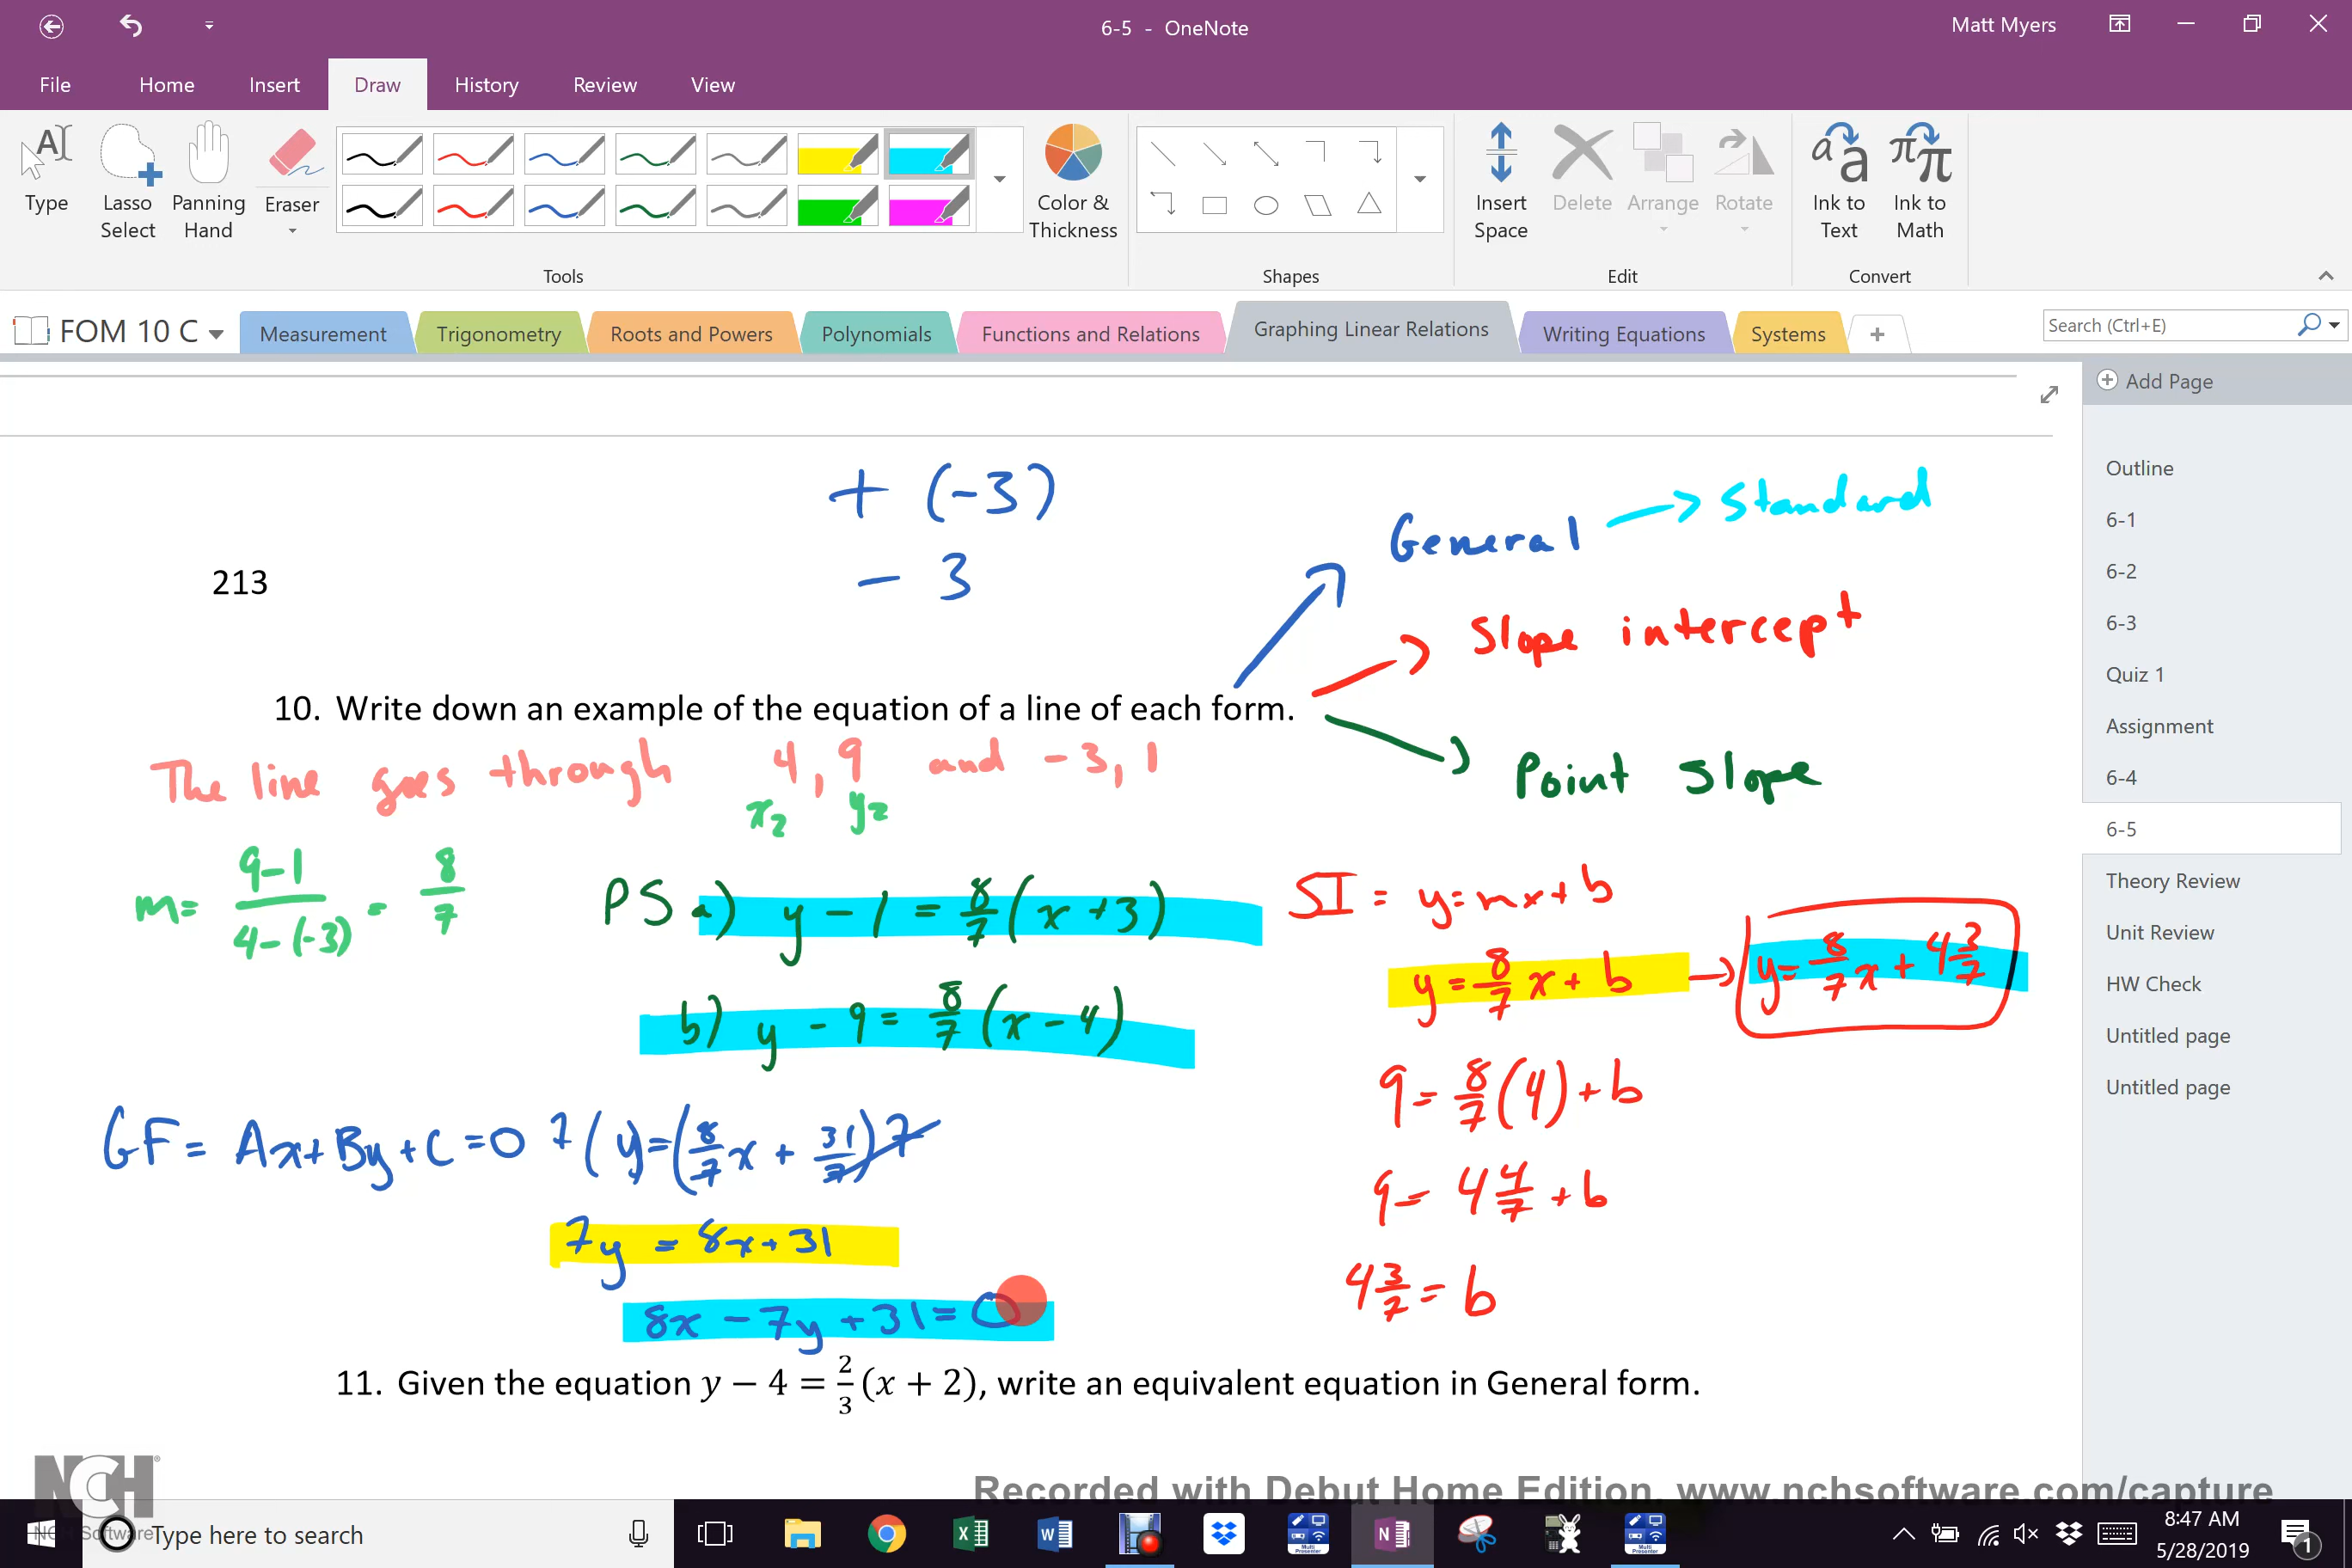 6-5 - OneNote
Matt Myers
File Home Insert Draw History Review View
Type
Lasso Select
Panning Hand
Eraser
Color & Thickness
Insert Space
Delete
Arrange
Rotate
Ink to Text
Ink to Math
Tools Shapes Edit Convert
FOM 10 C Measurement Trigonometry Roots and Powers Polynomials Functions and Relations Graphing Linear Relations Writing Equations Systems + Search (Ctrl+E)
Add Page
Outline
6-1
6-2
6-3
Quiz 1
Assignment
6-4
6-5
Theory Review
Unit Review
HW Check
Untitled page
Untitled page
+ (-3)
- 3
213
General → Standard
Slope intercept
Point Slope
10. Write down an example of the equation of a line of each form.
The line goes through 4, 9 and -3, 1
x₂ y₂
m = (9-1)/(4-(-3)) = 8/7
PS a) y - 1 = 8/7 (x + 3)
b) y - 9 = 8/7 (x - 4)
SI = y = mx + b
y = 8/7 x + b → y = 8/7 x + 4 3/7
9 = 8/7 (4) + b
9 = 4 4/7 + b
4 3/7 = b
GF = Ax + By + C = 0 7( y = (8/7 x + 31/7) 7
7y = 8x + 31
8x - 7y + 31 = 0
11. Given the equation y − 4 = 2/3 (x + 2), write an equivalent equation in General form.
NCH®
NCH Software
Recorded with Debut Home Edition. www.nchsoftware.com/capture
Type here to search
8:47 AM
5/28/2019
1